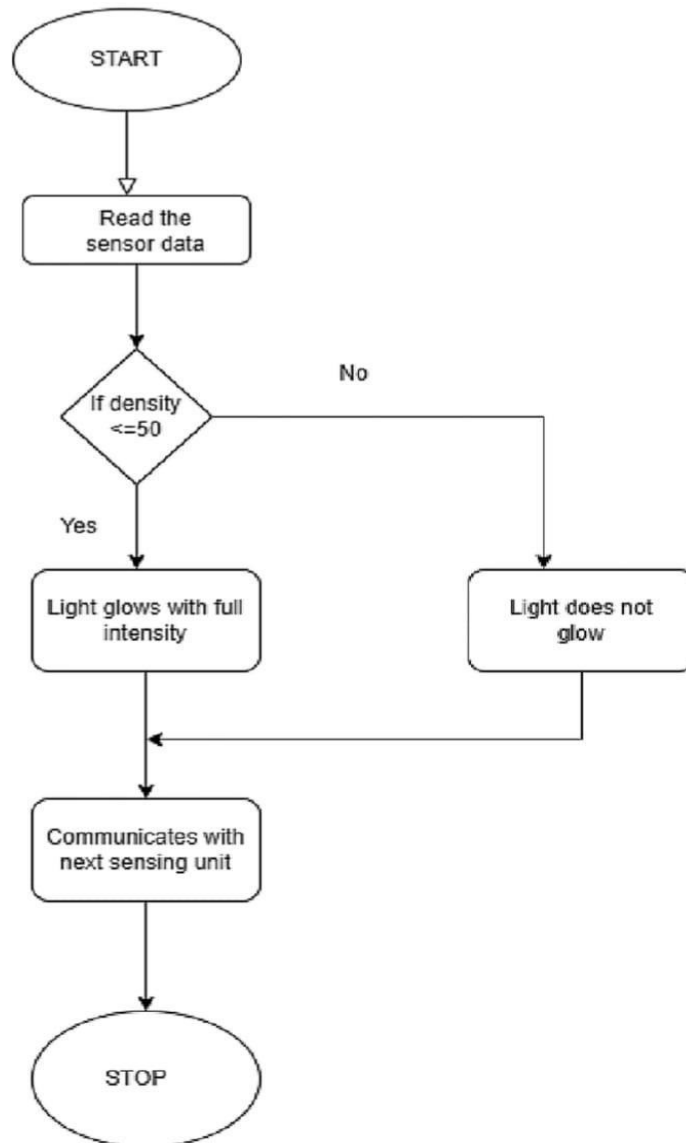 START
Read the
sensor data
No
If density
<=50
Yes
Light glows with full
intensity
Light does not
glow
Communicates with
next sensing unit
STOP